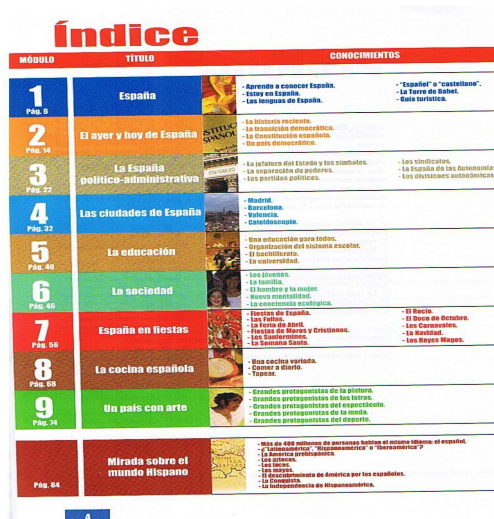 Índice
MÓDULO TÍTULO CONOCIMIENTOS
1
Pág. 6
España
- Aprende a conocer España.
- Estoy en España.
- Las lenguas de España.
- "Español" o "castellano".
- La Torre de Babel.
- Guía turística.
2
Pág. 14
El ayer y hoy de España
- La historia reciente.
- La transición democrática.
- La Constitución española.
- Un país democrático.
3
Pág. 22
La España
político-administrativa
- La jefatura del Estado y los símbolos.
- La separación de poderes.
- Los partidos políticos.
- Los sindicatos.
- La España de las Autonomías
- Las divisiones autonómicas
4
Pág. 32
Las ciudades de España
- Madrid.
- Barcelona.
- Valencia.
- Caleidoscopio.
5
Pág. 40
La educación
- Una educación para todos.
- Organización del sistema escolar.
- El bachillerato.
- La universidad.
6
Pág. 46
La sociedad
- Los jóvenes.
- La familia.
- El hombre y la mujer.
- Nueva mentalidad.
- La conciencia ecológica.
7
Pág. 56
España en fiestas
- Fiestas de España.
- Las Fallas.
- La Feria de Abril.
- Fiestas de Moros y Cristianos.
- Los Sanfermines.
- La Semana Santa.
- El Rocío.
- El Doce de Octubre.
- Los Carnavales.
- La Navidad.
- Los Reyes Magos.
8
Pág. 68
La cocina española
- Una cocina variada.
- Comer a diario.
- Tapear.
9
Pág. 74
Un país con arte
- Grandes protagonistas de la pintura.
- Grandes protagonistas de las letras.
- Grandes protagonistas del espectáculo.
- Grandes protagonistas de la moda.
- Grandes protagonistas del deporte.
Pág. 84
Mirada sobre el
mundo Hispano
- Más de 400 millones de personas hablan el mismo idioma: el español.
- ¿"Latinoamérica", "Hispanoamérica" o "Iberoamérica"?
- La América prehispánica.
- Los aztecas.
- Los incas.
- Los mayas.
- El descubrimiento de América por los españoles.
- La Conquista.
- La Independencia de Hispanoamérica.
4